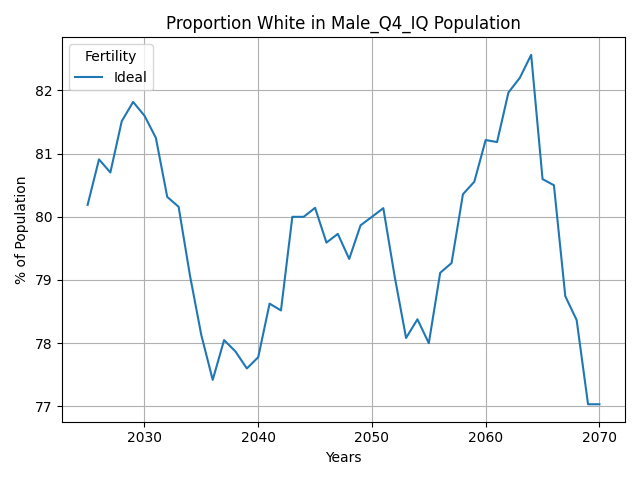 Proportion White in Male_Q4_IQ Population
Fertility
Ideal
% of Population
82
81
80
79
78
77
2030 2040 2050 2060 2070
Years